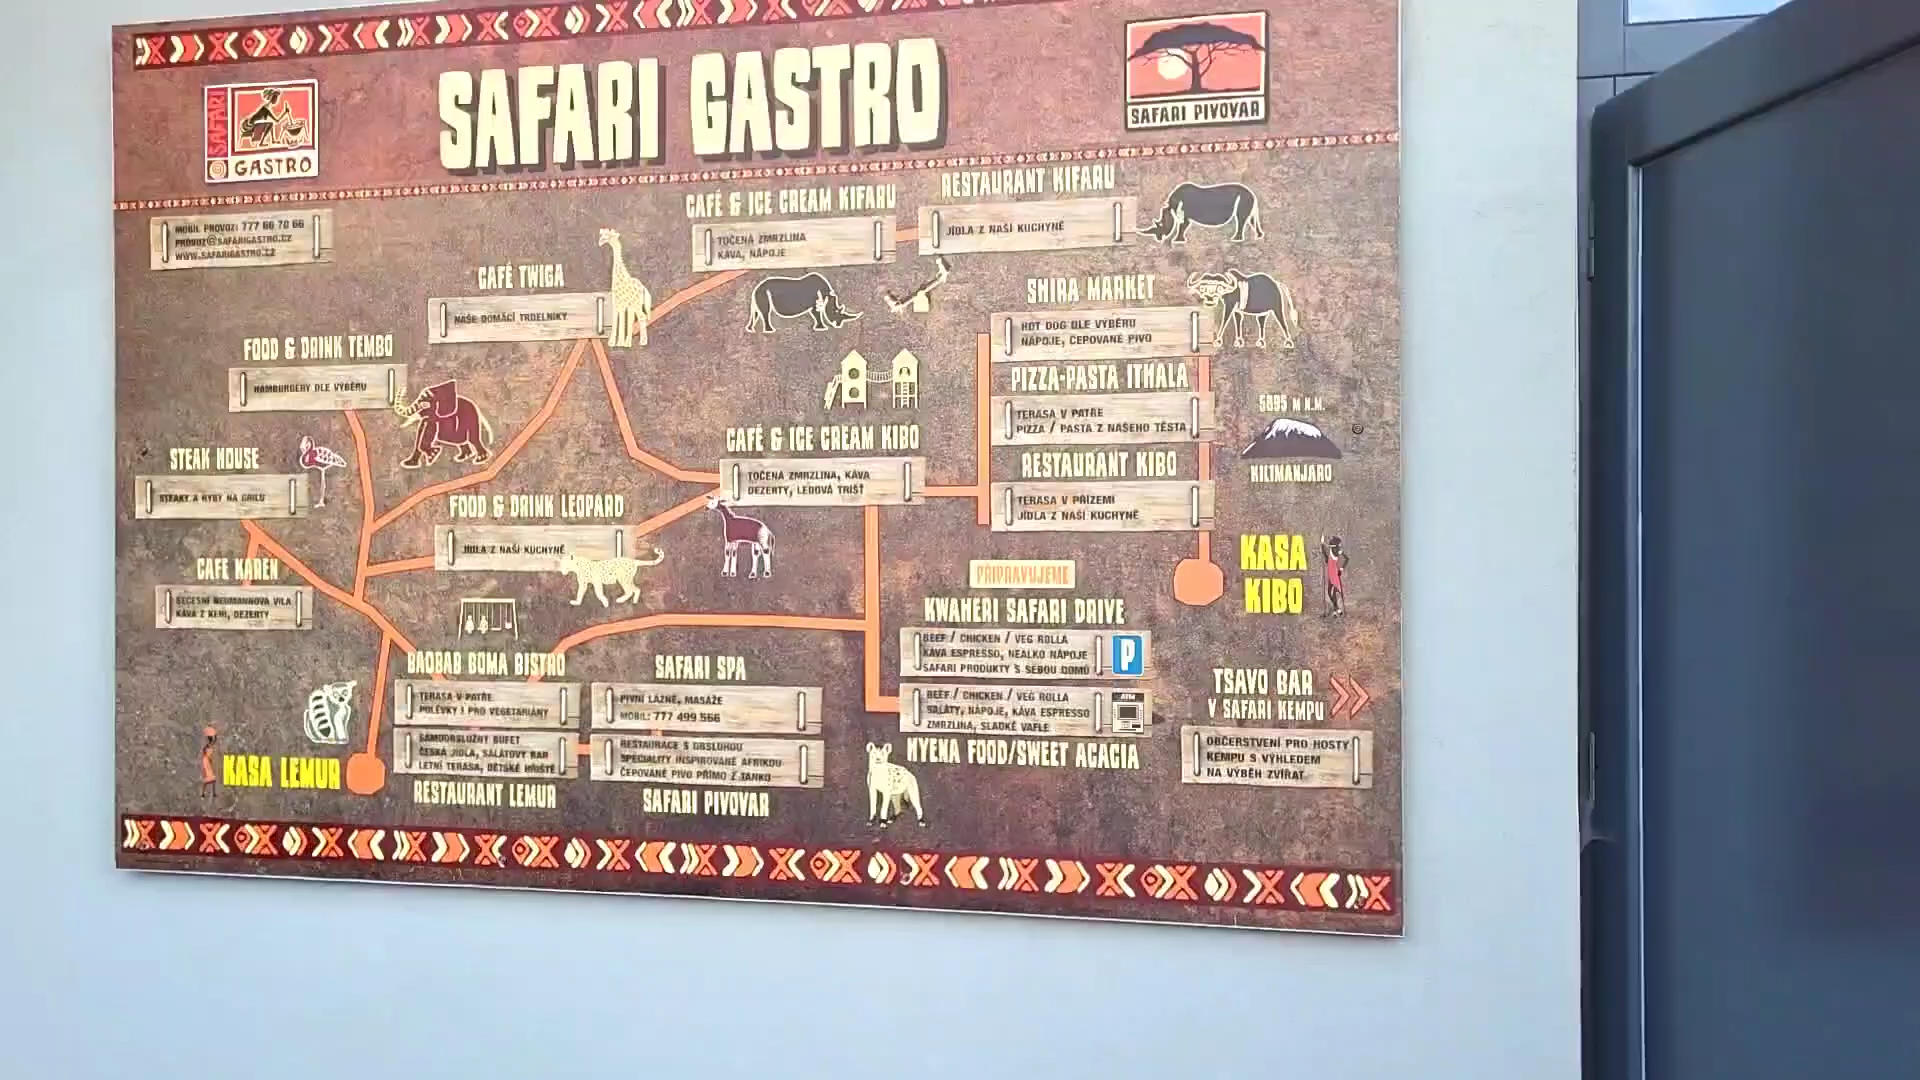 SAFARI GASTRO
SAFARI
GASTRO
SAFARI PIVOVAR
MOBIL PROVOZ: 777 66 70 66
PROVOZ@SAFARIGASTRO.CZ
WWW.SAFARIGASTRO.CZ
CAFÉ & ICE CREAM KIFARU
TOČENÁ ZMRZLINA
KÁVA, NÁPOJE
RESTAURANT KIFARU
JÍDLA Z NAŠÍ KUCHYNĚ
CAFÉ TWIGA
NAŠE DOMÁCÍ TRDELNÍKY
SHIRA MARKET
HOT DOG DLE VÝBĚRU
NÁPOJE, ČEPOVANÉ PIVO
FOOD & DRINK TEMBO
HAMBURGERY DLE VÝBĚRU
PIZZA-PASTA ITHALA
TERASA V PATŘE
PIZZA / PASTA Z NAŠEHO TĚSTA
5895 M N.M.
KILIMANJARO
STEAK HOUSE
STEAKY A RYBY NA GRILU
CAFÉ & ICE CREAM KIBO
TOČENÁ ZMRZLINA, KÁVA
DEZERTY, LEDOVÁ TŘÍŠŤ
RESTAURANT KIBO
TERASA V PŘÍZEMÍ
JÍDLA Z NAŠÍ KUCHYNĚ
FOOD & DRINK LEOPARD
JÍDLA Z NAŠÍ KUCHYNĚ
CAFE KAREN
SECESNÍ NEUMANNOVA VILA
KÁVA Z KENI, DEZERTY
KASA
KIBO
PŘIPRAVUJEME
KWAHERI SAFARI DRIVE
BEEF / CHICKEN / VEG ROLLA
KÁVA ESPRESSO, NEALKO NÁPOJE
SAFARI PRODUKTY S SEBOU DOMŮ
P
BEEF / CHICKEN / VEG ROLLA
SALÁTY, NÁPOJE, KÁVA ESPRESSO
ZMRZLINA, SLADKÉ VAFLE
ATM
HYENA FOOD/SWEET ACACIA
BAOBAB BOMA BISTRO
TERASA V PATŘE
POLÉVKY I PRO VEGETARIÁNY
SAMOOBSLUŽNÝ BUFET
ČESKÁ JÍDLA, SALÁTOVÝ BAR
LETNÍ TERASA, DĚTSKÉ HŘIŠTĚ
RESTAURANT LEMUR
SAFARI SPA
PIVNÍ LÁZNĚ, MASÁŽE
MOBIL: 777 499 566
RESTAURACE S OBSLUHOU
SPECIALITY INSPIROVANÉ AFRIKOU
ČEPOVANÉ PIVO PŘÍMO Z TANKU
SAFARI PIVOVAR
KASA LEMUR
TSAVO BAR
V SAFARI KEMPU
OBČERSTVENÍ PRO HOSTY
KEMPU S VÝHLEDEM
NA VÝBĚH ZVÍŘAT